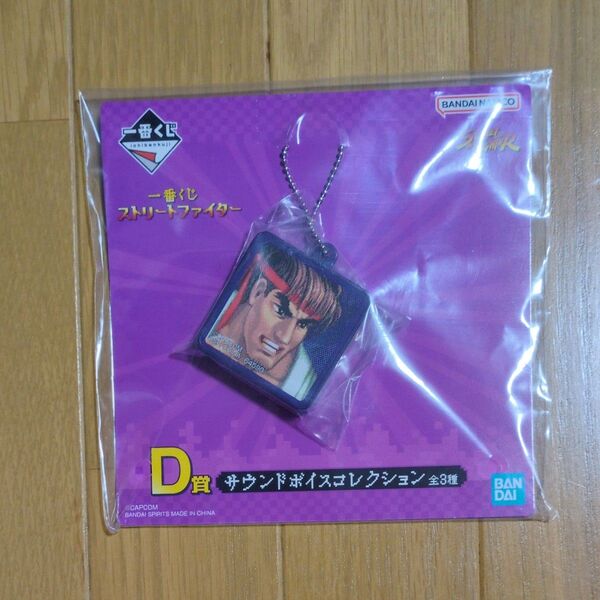 一番くじ
ichibankuji
BANDAI NAMCO
一番くじ
ストリートファイター
D賞
サウンドボイスコレクション 全3種
BAN
DAI
©CAPCOM
BANDAI SPIRITS MADE IN CHINA